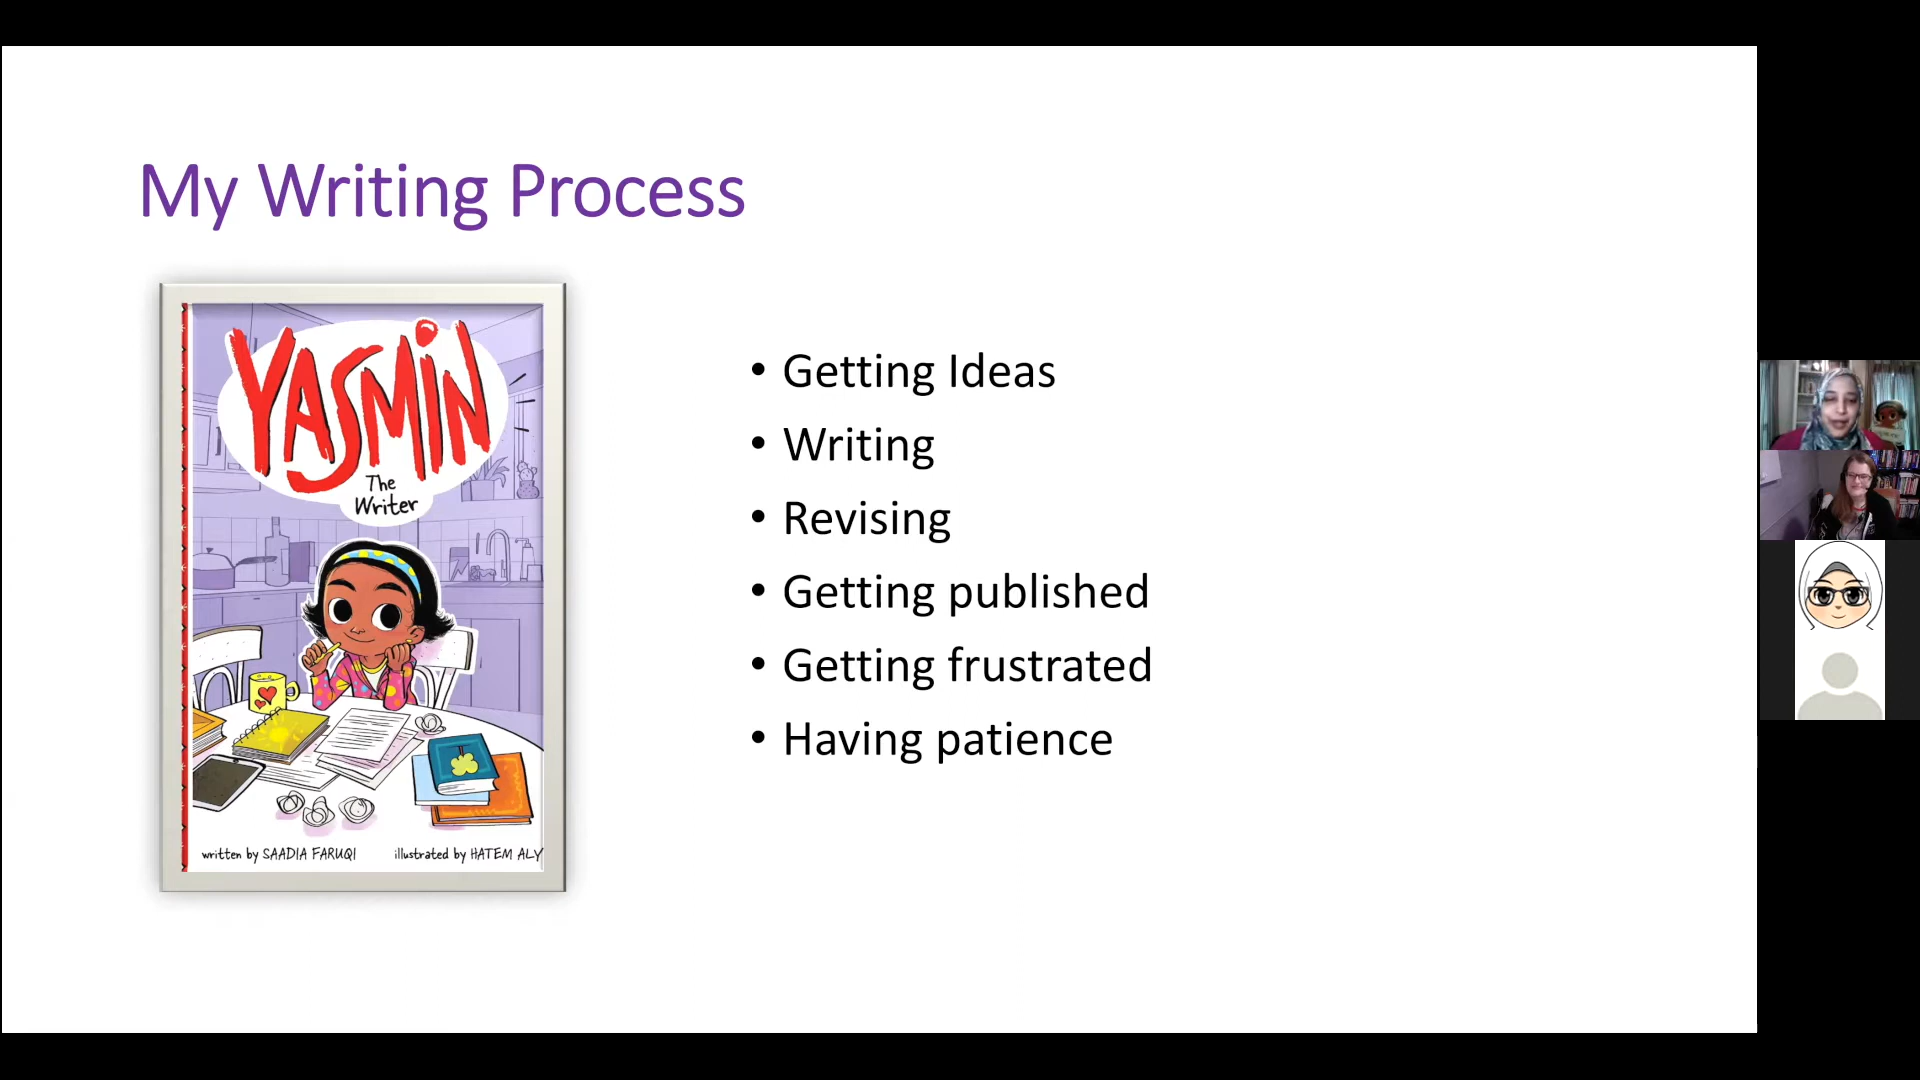 My Writing Process
YASMIN
The
Writer
written by SAADIA FARUQI
illustrated by HATEM ALY
• Getting Ideas
• Writing
• Revising
• Getting published
• Getting frustrated
• Having patience